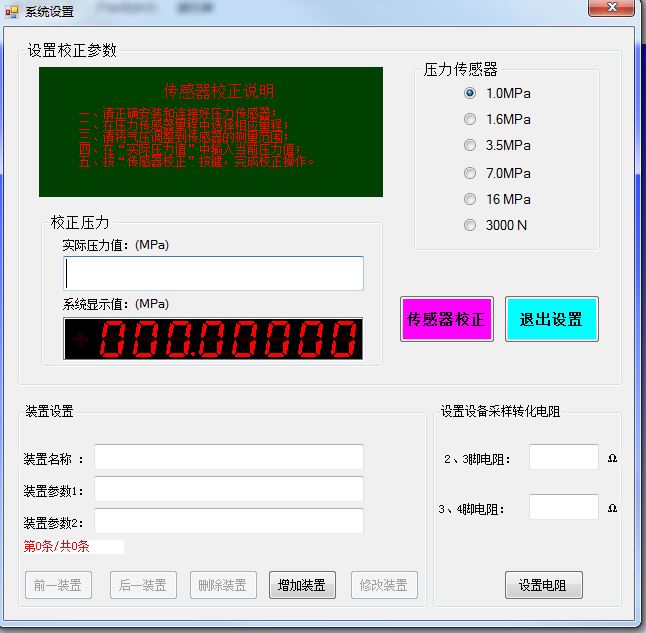 系统设置
设置校正参数
传感器校正说明
一、请正确安装和连接好压力传感器；
二、在压力传感器量程中选择相应量程；
三、请将气压调整到传感器的测量范围；
四、在“实际压力值”中输入当前压力值；
五、按“传感器校正”按键，完成校正操作。
压力传感器
1.0MPa
1.6MPa
3.5MPa
7.0MPa
16 MPa
3000 N
校正压力
实际压力值：(MPa)
系统显示值：(MPa)
000.00000
传感器校正
退出设置
装置设置
装置名称：
装置参数1：
装置参数2：
第0条/共0条
前一装置
后一装置
删除装置
增加装置
修改装置
设置设备采样转化电阻
2、3脚电阻：
Ω
3、4脚电阻：
Ω
设置电阻